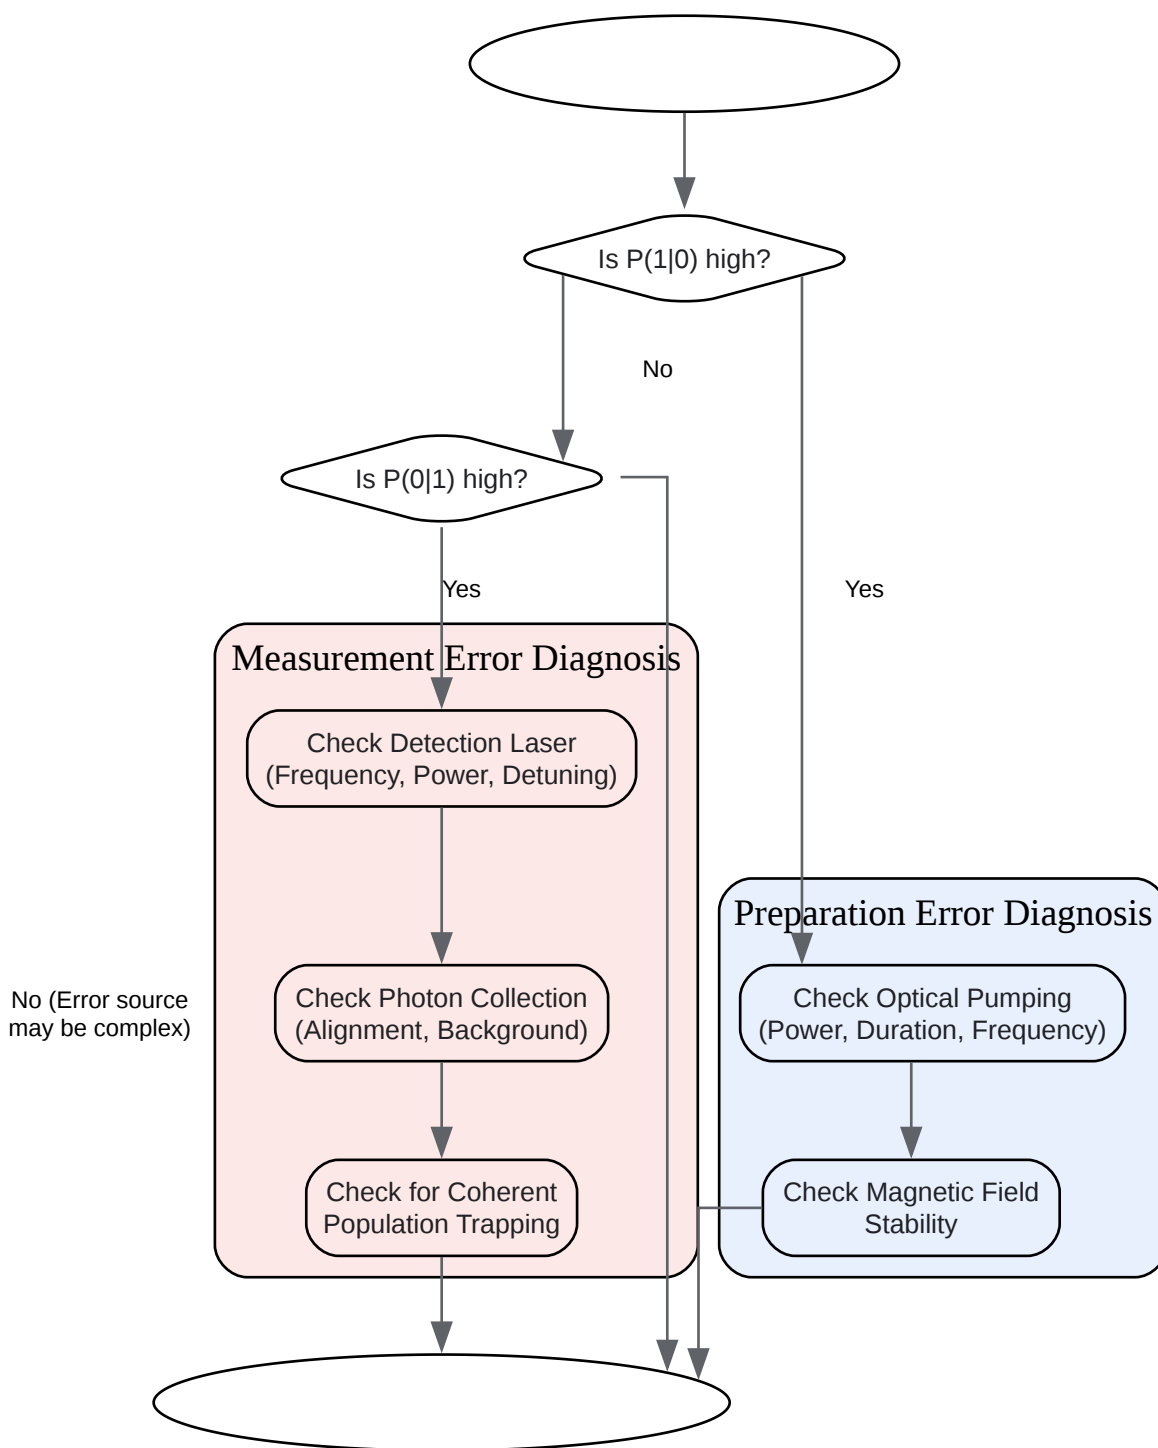 Is P(1|0) high?
No
Is P(0|1) high?
Yes
Yes
Measurement Error Diagnosis
Check Detection Laser
(Frequency, Power, Detuning)
Preparation Error Diagnosis
No (Error source
may be complex)
Check Photon Collection
(Alignment, Background)
Check Optical Pumping
(Power, Duration, Frequency)
Check for Coherent
Population Trapping
Check Magnetic Field
Stability